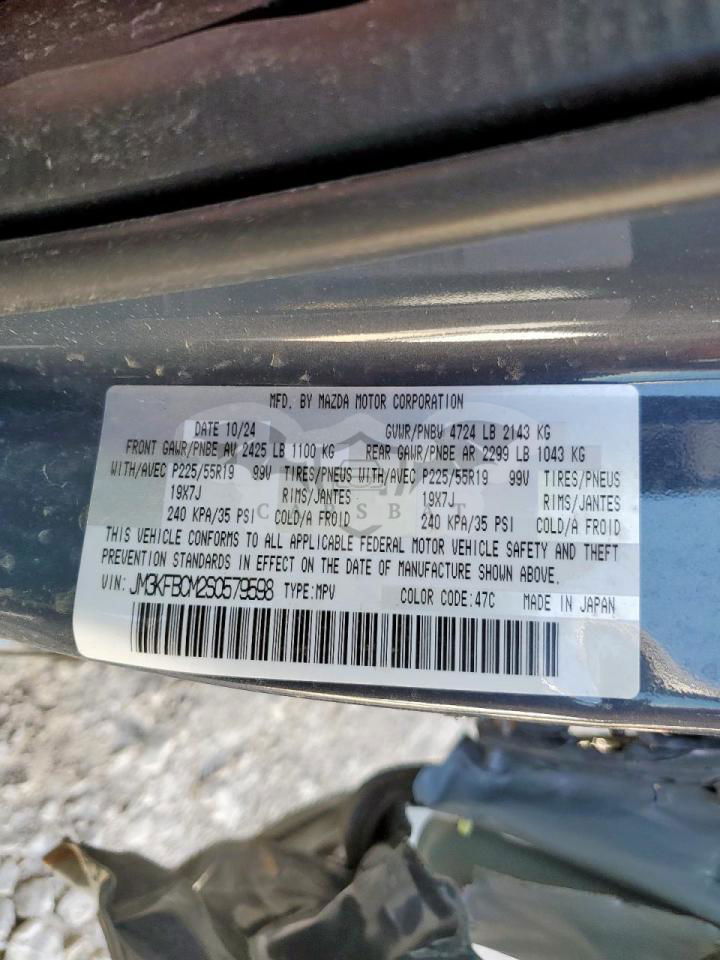 MFD. BY MAZDA MOTOR CORPORATION
DATE 10/24 GVWR/PNBV 4724 LB 2143 KG
FRONT GAWR/PNBE AV 2425 LB 1100 KG REAR GAWR/PNBE AR 2299 LB 1043 KG
WITH/AVEC P225/55R19 99V TIRES/PNEUS WITH/AVEC P225/55R19 99V TIRES/PNEUS
19X7J RIMS/JANTES 19X7J RIMS/JANTES
CARSBAT
240 KPA/35 PSI COLD/A FROID 240 KPA/35 PSI COLD/A FROID
THIS VEHICLE CONFORMS TO ALL APPLICABLE FEDERAL MOTOR VEHICLE SAFETY AND THEFT
PREVENTION STANDARDS IN EFFECT ON THE DATE OF MANUFACTURE SHOWN ABOVE.
VIN: JM3KFBCM2S0579598 TYPE:MPV COLOR CODE:47C MADE IN JAPAN